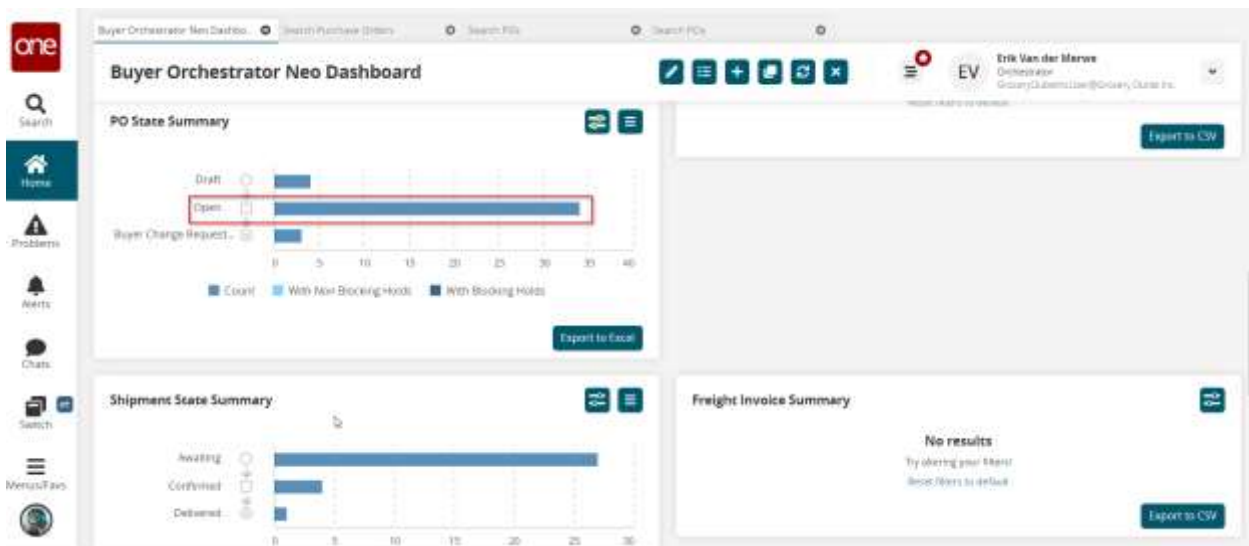 one
Buyer Orchestrator Neo Dashbo..
Search Purchase Orders
Search POs
Search POs
Buyer Orchestrator Neo Dashboard
EV
Erik Van der Merwe
Orchestrator
Search
Home
Problems
Alerts
Chats
Switch
Menus/Favs
PO State Summary
Export to CSV
Draft
Open
Buyer Change Request..
0 5 10 15 20 25 30 35 40
Count With Non Blocking Holds With Blocking Holds
Export to Excel
Shipment State Summary
Awaiting
Confirmed
Delivered
0 5 10 15 20 25 30
Freight Invoice Summary
No results
Try altering your filters!
Reset filters to default
Export to CSV